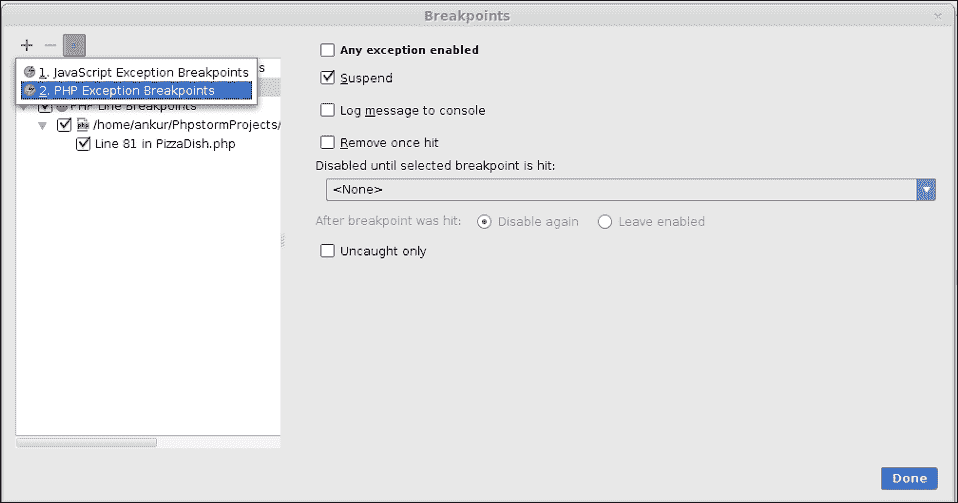 Breakpoints
1. JavaScript Exception Breakpoints
2. PHP Exception Breakpoints
PHP Line Breakpoints
php /home/ankur/PhpstormProjects/
Line 81 in PizzaDish.php
Any exception enabled
Suspend
Log message to console
Remove once hit
Disabled until selected breakpoint is hit:
<None>
After breakpoint was hit:
Disable again
Leave enabled
Uncaught only
Done